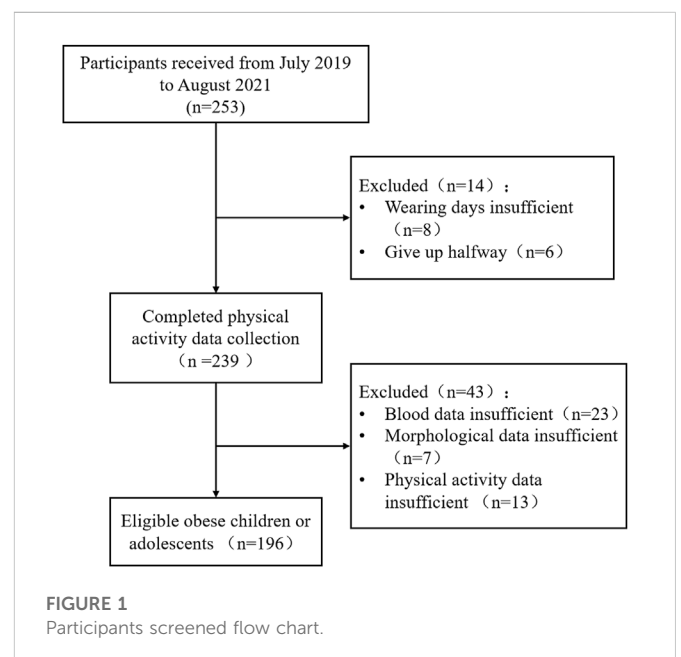 Participants received from July 2019
to August 2021
(n=253)
Excluded（n=14）:
• Wearing days insufficient
（n=8）
• Give up halfway（n=6）
Completed physical
activity data collection
（n =239 ）
Excluded（n=43）:
• Blood data insufficient（n=23）
• Morphological data insufficient
（n=7）
• Physical activity data
insufficient（n=13）
Eligible obese children or
adolescents （n=196）
FIGURE 1
Participants screened flow chart.